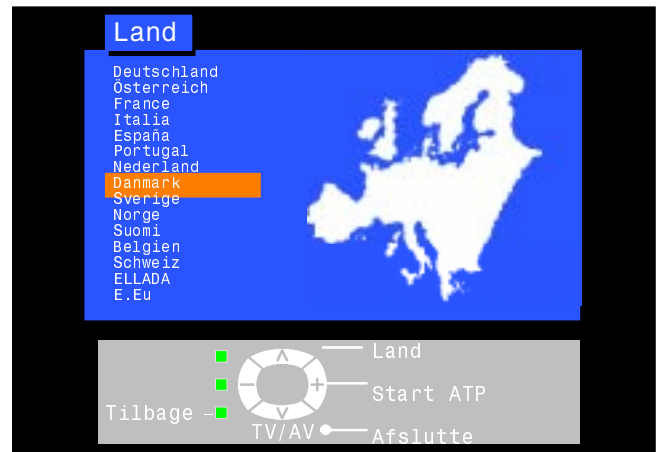 Land
Deutschland
Österreich
France
Italia
España
Portugal
Nederland
Danmark
Sverige
Norge
Suomi
Belgien
Schweiz
ELLADA
E.Eu
Land
Start ATP
Tilbage
TV/AV
Afslutte